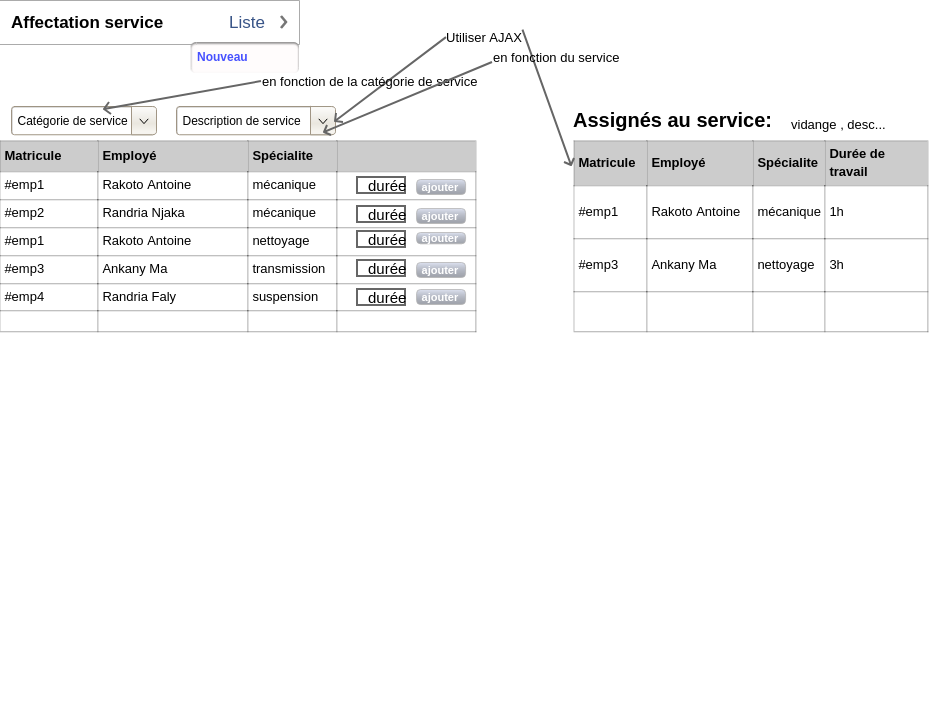 Affectation service Liste
Nouveau
Utiliser AJAX
en fonction du service
en fonction de la catégorie de service
Catégorie de service Description de service
Matricule Employé Spécialite
#emp1 Rakoto Antoine mécanique durée ajouter
#emp2 Randria Njaka mécanique durée ajouter
#emp1 Rakoto Antoine nettoyage durée ajouter
#emp3 Ankany Ma transmission durée ajouter
#emp4 Randria Faly suspension durée ajouter
Assignés au service: vidange , desc...
Matricule Employé Spécialite Durée de
travail
#emp1 Rakoto Antoine mécanique 1h
#emp3 Ankany Ma nettoyage 3h